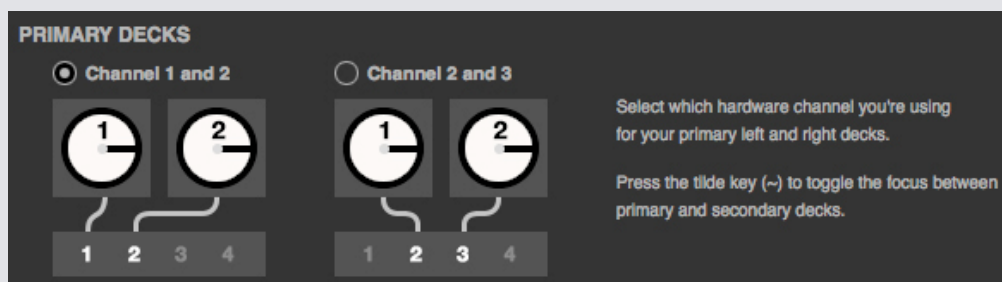 PRIMARY DECKS
Channel 1 and 2
Channel 2 and 3
1 2
1 2
1 2 3 4
1 2 3 4
Select which hardware channel you're using
for your primary left and right decks.
Press the tilde key (~) to toggle the focus between
primary and secondary decks.